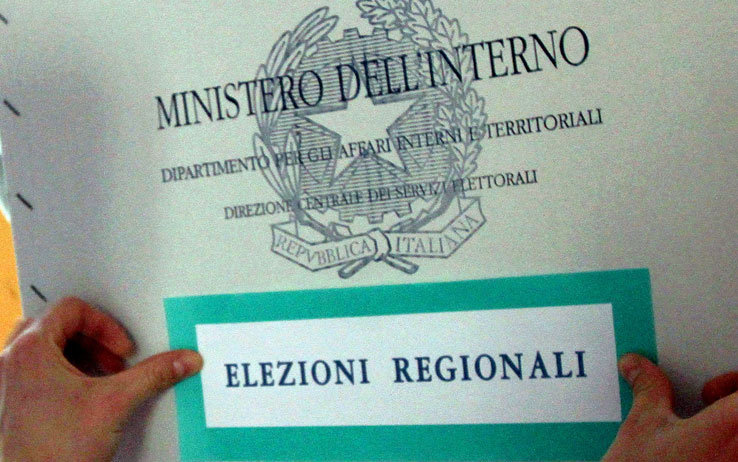 MINISTERO DELL'INTERNO
DIPARTIMENTO PER GLI AFFARI INTERNI E TERRITORIALI
DIREZIONE CENTRALE DEI SERVIZI ELETTORALI
REPVBBLICA ITALIANA
ELEZIONI REGIONALI